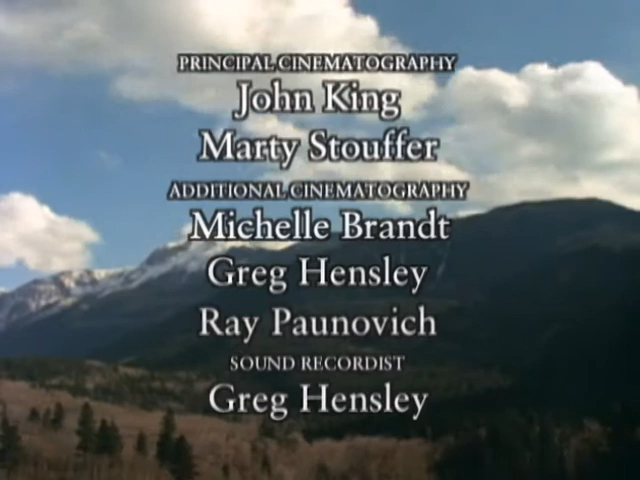 PRINCIPAL CINEMATOGRAPHY
John King
Marty Stouffer
ADDITIONAL CINEMATOGRAPHY
Michelle Brandt
Greg Hensley
Ray Paunovich
SOUND RECORDIST
Greg Hensley